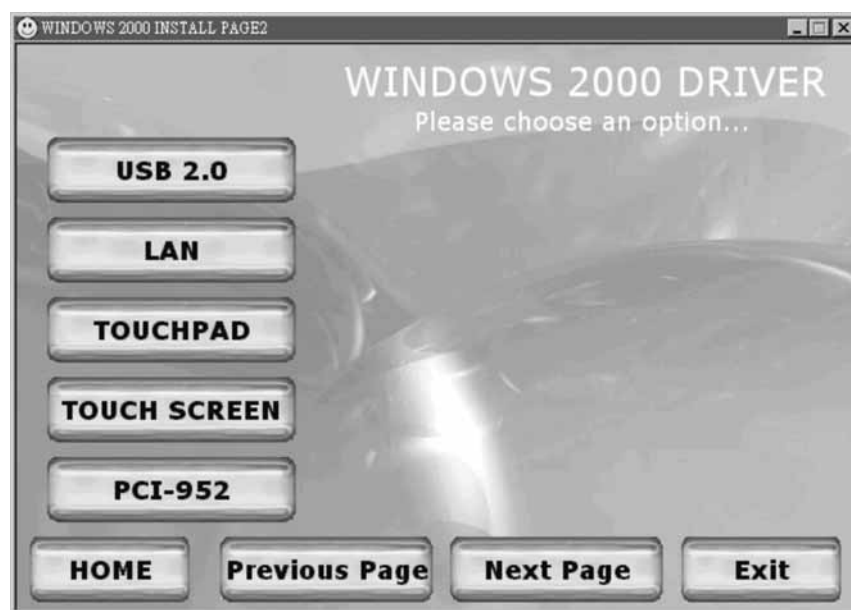 WINDOWS 2000 INSTALL PAGE2
WINDOWS 2000 DRIVER
Please choose an option...
USB 2.0
LAN
TOUCHPAD
TOUCH SCREEN
PCI-952
HOME
Previous Page
Next Page
Exit